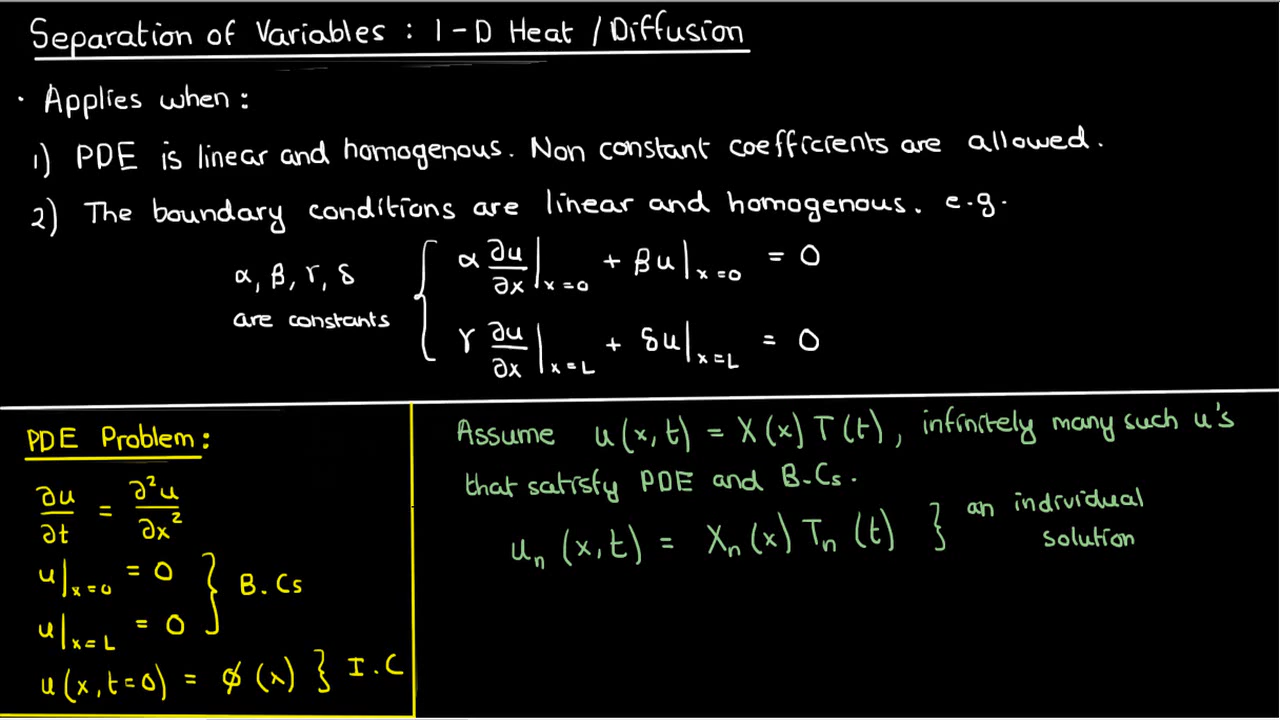 Separation of Variables : 1-D Heat / Diffusion
· Applies when :
1) PDE is linear and homogenous. Non constant coefficients are allowed.
2) The boundary conditions are linear and homogenous. e.g.
α, β, γ, δ
are constants
α ∂u/∂x|x=0 + βu|x=0 = 0
γ ∂u/∂x|x=L + δu|x=L = 0
PDE Problem :
∂u/∂t = ∂²u/∂x²
u|x=0 = 0
u|x=L = 0
} B.Cs
u(x,t=0) = ϕ(x) } I.C
Assume u(x,t) = X(x)T(t), infinitely many such u's
that satisfy PDE and B.Cs.
uₙ(x,t) = Xₙ(x)Tₙ(t) } an individual
solution